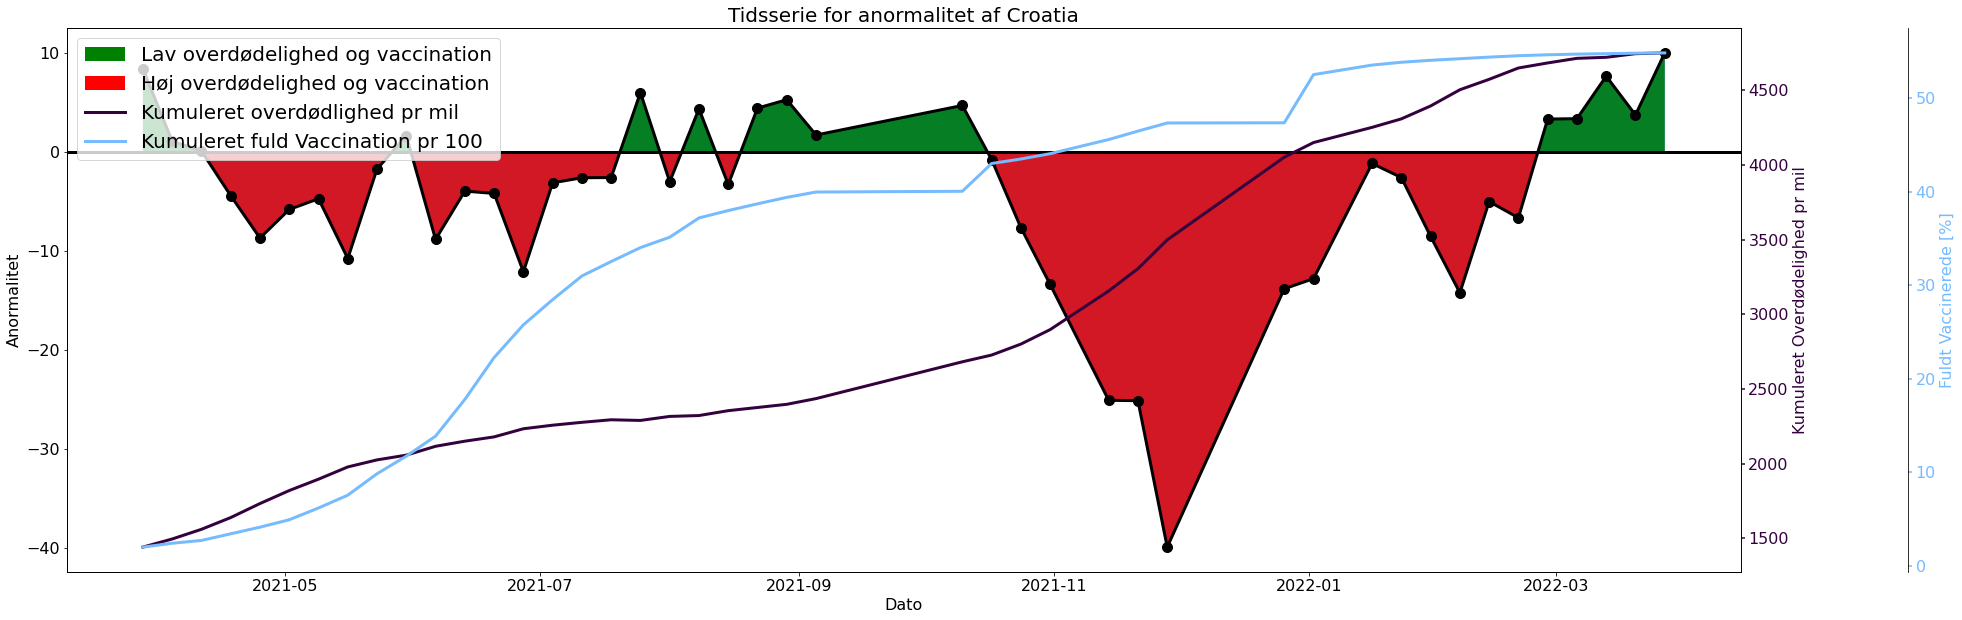 Tidsserie for anormalitet af Croatia
Lav overdødelighed og vaccination
Høj overdødelighed og vaccination
Kumuleret overdødlighed pr mil
Kumuleret fuld Vaccination pr 100
10
0
−10
−20
−30
−40
Anormalitet
2021-05
2021-07
2021-09
2021-11
2022-01
2022-03
Dato
4500
4000
3500
3000
2500
2000
1500
Kumuleret Overdødelighed pr mil
50
40
30
20
10
0
Fuldt Vaccinerede [%]